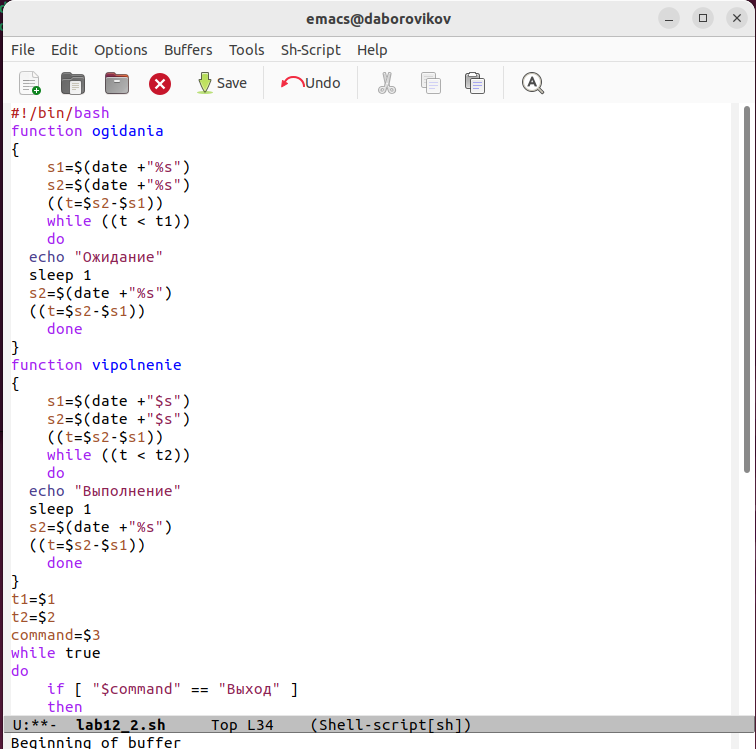 emacs@daborovikov
File Edit Options Buffers Tools Sh-Script Help
Save Undo
#!/bin/bash
function ogidania
{
    s1=$(date +"%s")
    s2=$(date +"%s")
    ((t=$s2-$s1))
    while ((t < t1))
    do
  echo "Ожидание"
  sleep 1
  s2=$(date +"%s")
  ((t=$s2-$s1))
    done
}
function vipolnenie
{
    s1=$(date +"$s")
    s2=$(date +"$s")
    ((t=$s2-$s1))
    while ((t < t2))
    do
  echo "Выполнение"
  sleep 1
  s2=$(date +"%s")
  ((t=$s2-$s1))
    done
}
t1=$1
t2=$2
command=$3
while true
do
    if [ "$command" == "Выход" ]
    then
U:**-  lab12_2.sh     Top L34    (Shell-script[sh])
Beginning of buffer